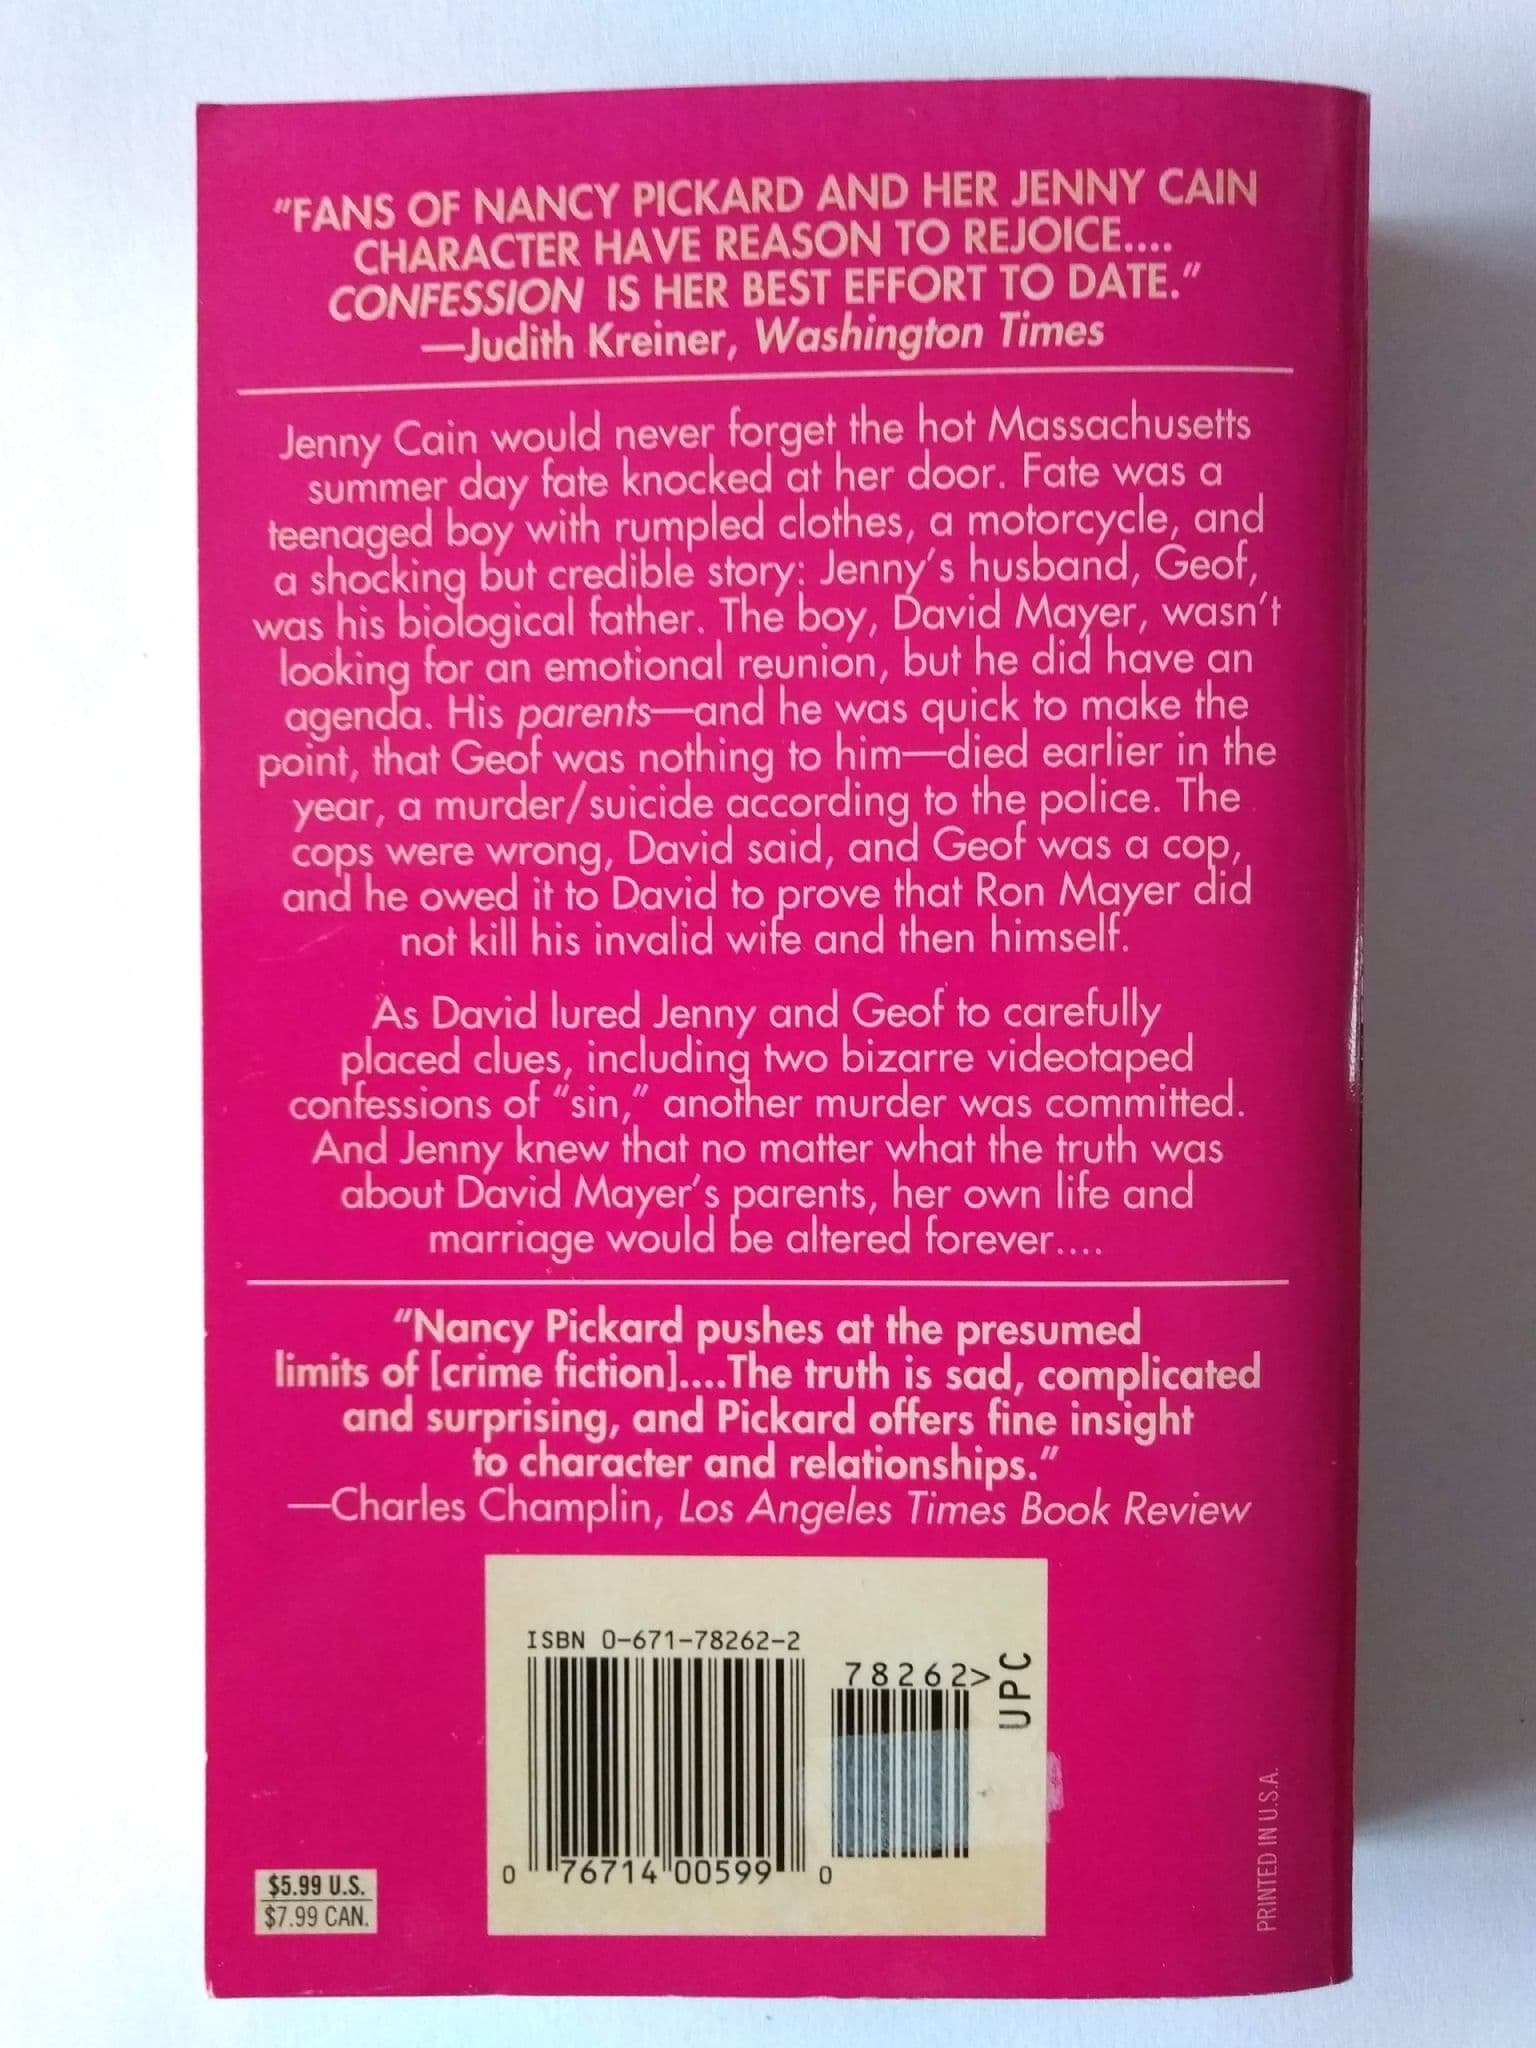 "FANS OF NANCY PICKARD AND HER JENNY CAIN
CHARACTER HAVE REASON TO REJOICE....
CONFESSION IS HER BEST EFFORT TO DATE."
—Judith Kreiner, Washington Times
Jenny Cain would never forget the hot Massachusetts
summer day fate knocked at her door. Fate was a
teenaged boy with rumpled clothes, a motorcycle, and
a shocking but credible story: Jenny's husband, Geof,
was his biological father. The boy, David Mayer, wasn't
looking for an emotional reunion, but he did have an
agenda. His parents—and he was quick to make the
point, that Geof was nothing to him—died earlier in the
year, a murder/suicide according to the police. The
cops were wrong, David said, and Geof was a cop,
and he owed it to David to prove that Ron Mayer did
not kill his invalid wife and then himself.
As David lured Jenny and Geof to carefully
placed clues, including two bizarre videotaped
confessions of "sin," another murder was committed.
And Jenny knew that no matter what the truth was
about David Mayer's parents, her own life and
marriage would be altered forever....
"Nancy Pickard pushes at the presumed
limits of [crime fiction]....The truth is sad, complicated
and surprising, and Pickard offers fine insight
to character and relationships."
—Charles Champlin, Los Angeles Times Book Review
ISBN 0-671-78262-2
78262>
UPC
0 76714 00599 0
$5.99 U.S.
$7.99 CAN.
PRINTED IN U.S.A.